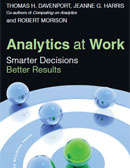 THOMAS H. DAVENPORT, JEANNE G. HARRIS
Co-authors of Competing on Analytics
and ROBERT MORISON
Analytics at Work
Smarter Decisions
Better Results